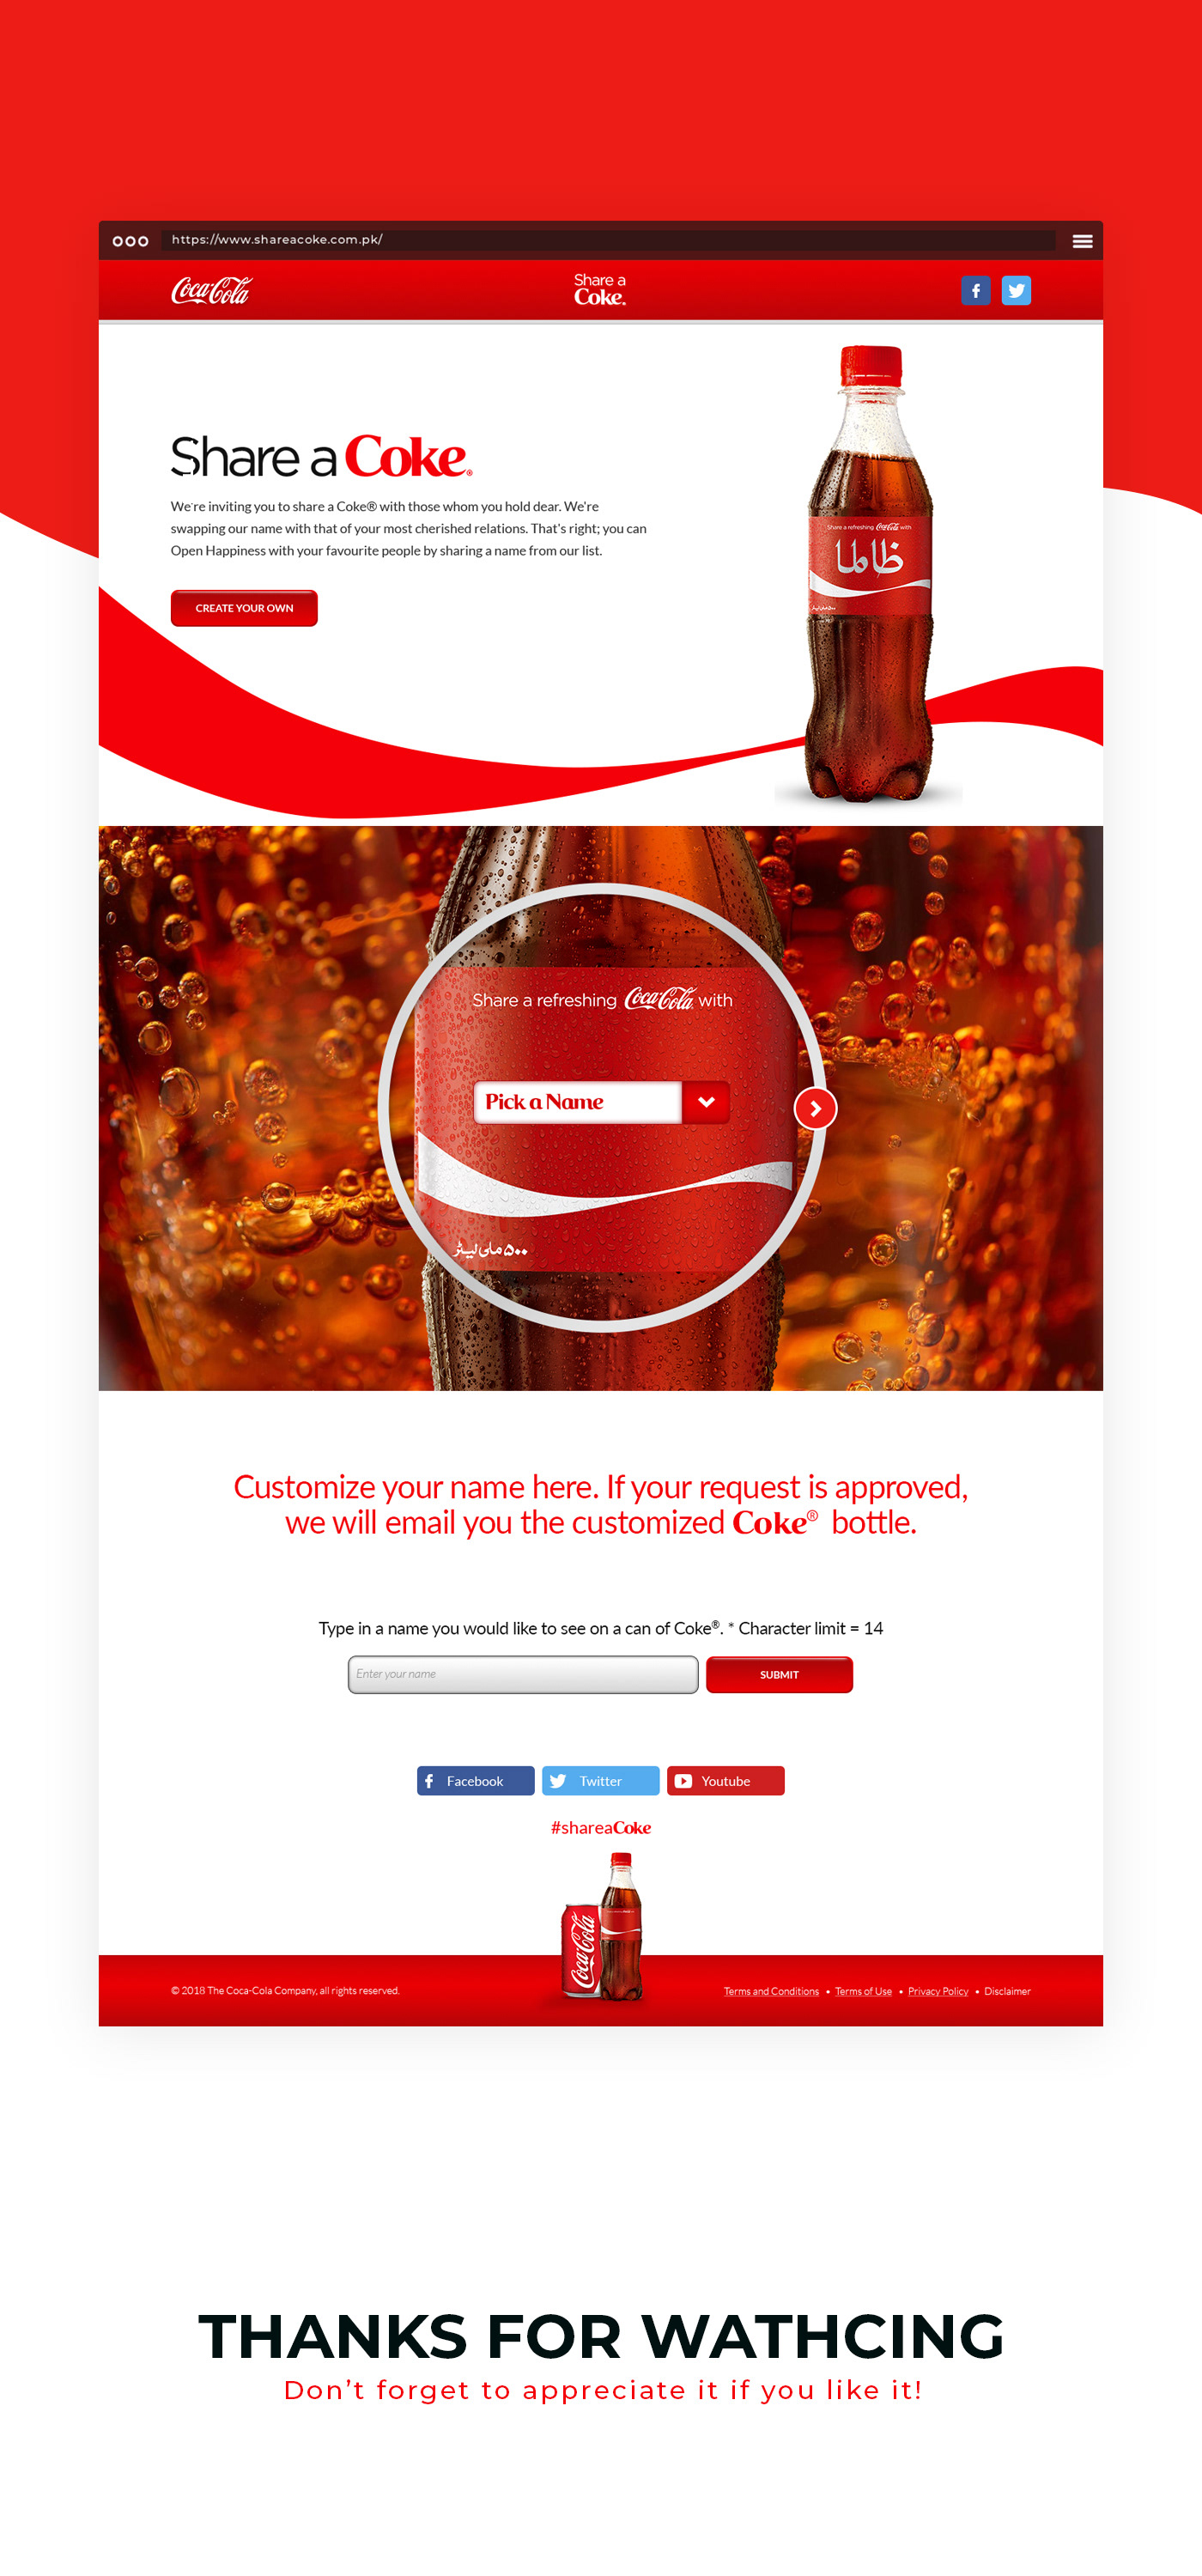 https://www.shareacoke.com.pk/
Coca-Cola
Share a
Coke®
Share a Coke®
We're inviting you to share a Coke® with those whom you hold dear. We're
swapping our name with that of your most cherished relations. That's right; you can
Open Happiness with your favourite people by sharing a name from our list.
CREATE YOUR OWN
Share a refreshing Coca-Cola with
ظالما
۵۰۰ ملی لیٹر
Share a refreshing Coca-Cola with
Pick a Name
۵۰۰ ملی لیٹر
Customize your name here. If your request is approved,
we will email you the customized Coke® bottle.
Type in a name you would like to see on a can of Coke®. * Character limit = 14
Enter your name
SUBMIT
Facebook
Twitter
Youtube
#shareaCoke
Coca-Cola
© 2018 The Coca-Cola Company, all rights reserved.
Terms and Conditions • Terms of Use • Privacy Policy • Disclaimer
THANKS FOR WATHCING
Don't forget to appreciate it if you like it!